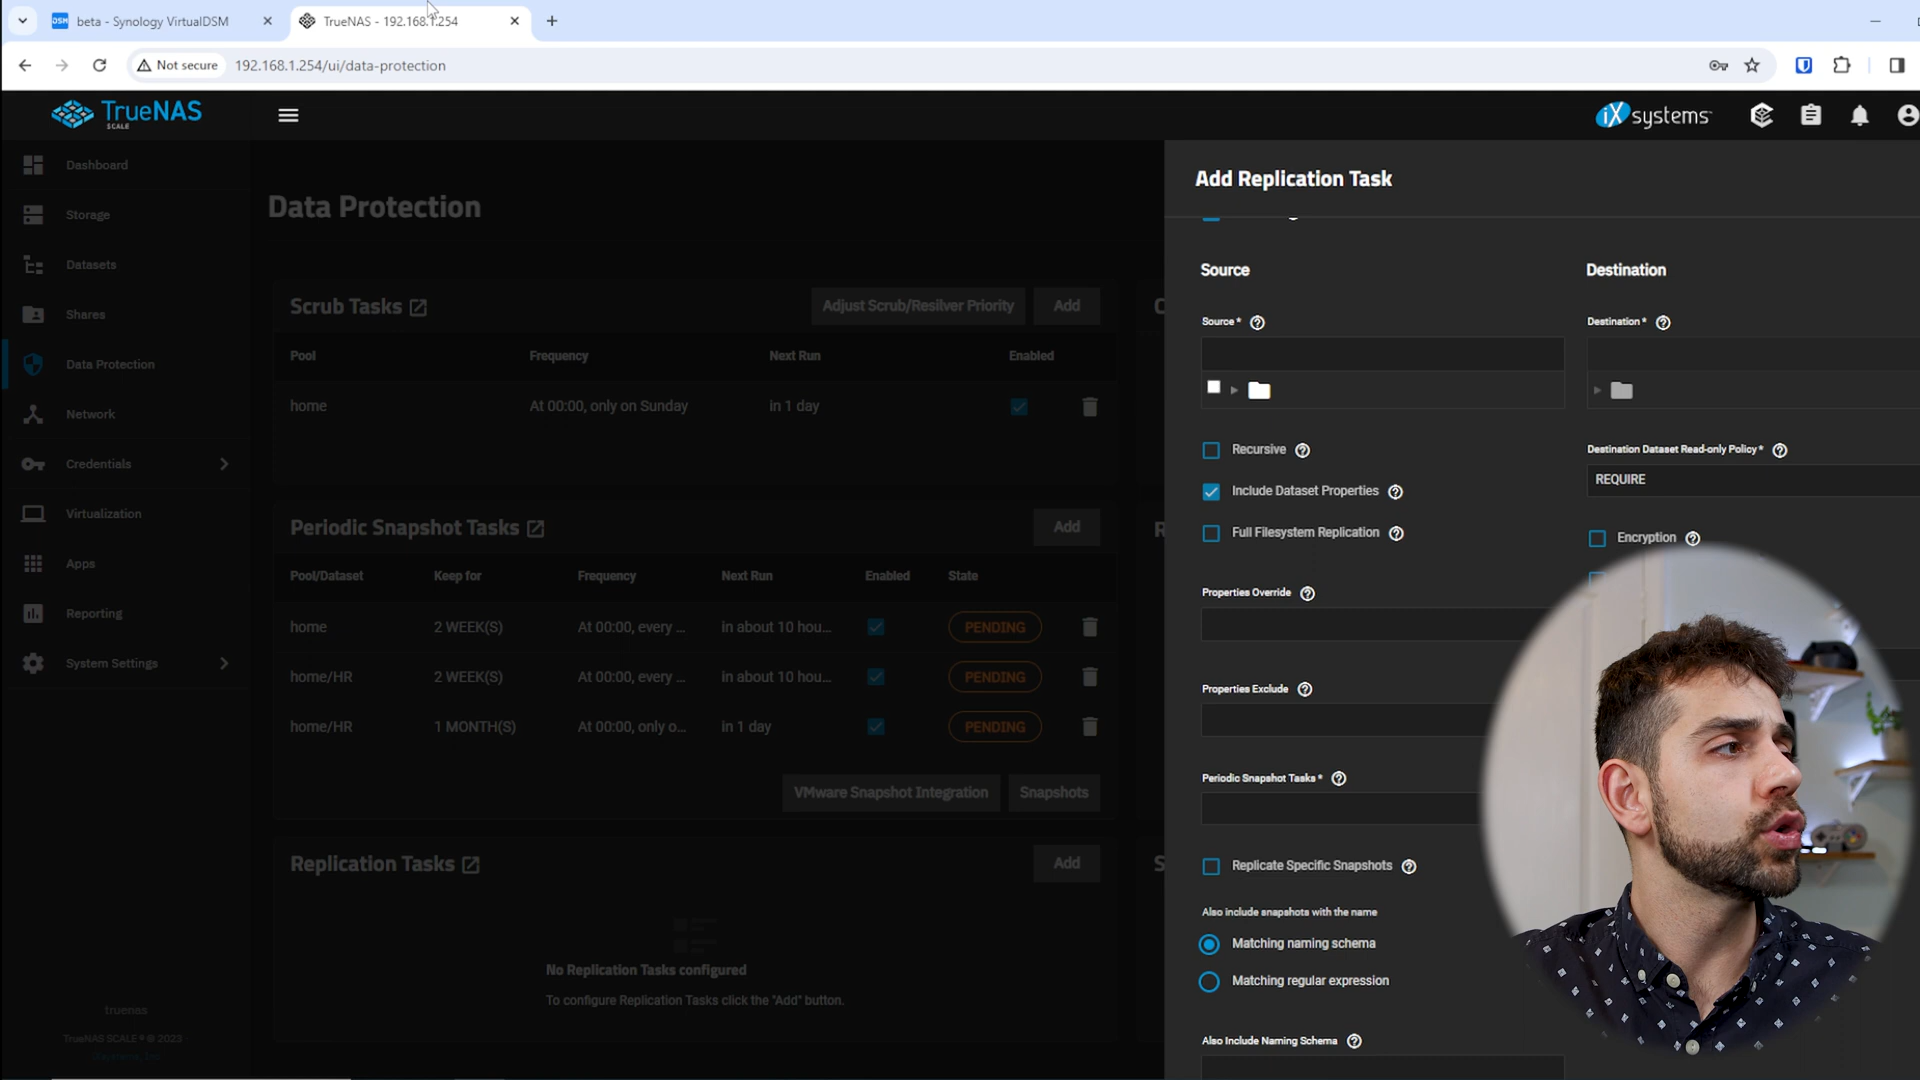 beta - Synology VirtualDSM
TrueNAS - 192.168.1.254
Not secure
192.168.1.254/ui/data-protection
TrueNAS
SCALE
iXsystems
Dashboard
Storage
Datasets
Shares
Data Protection
Network
Credentials
Virtualization
Apps
Reporting
System Settings
truenas
TrueNAS SCALE ® © 2023
Data Protection
Scrub Tasks
Adjust Scrub/Resilver Priority
Add
Pool
Frequency
Next Run
Enabled
home
At 00:00, only on Sunday
in 1 day
Periodic Snapshot Tasks
Add
Pool/Dataset
Keep for
Frequency
Next Run
Enabled
State
home
2 WEEK(S)
At 00:00, every ...
in about 10 hou...
PENDING
home/HR
2 WEEK(S)
At 00:00, every ...
in about 10 hou...
PENDING
home/HR
1 MONTH(S)
At 00:00, only o...
in 1 day
PENDING
VMware Snapshot Integration
Snapshots
Replication Tasks
Add
No Replication Tasks configured
To configure Replication Tasks click the "Add" button.
Add Replication Task
Source
Source *
Recursive
Include Dataset Properties
Full Filesystem Replication
Properties Override
Properties Exclude
Periodic Snapshot Tasks *
Replicate Specific Snapshots
Also include snapshots with the name
Matching naming schema
Matching regular expression
Also Include Naming Schema
Destination
Destination *
Destination Dataset Read-only Policy *
REQUIRE
Encryption